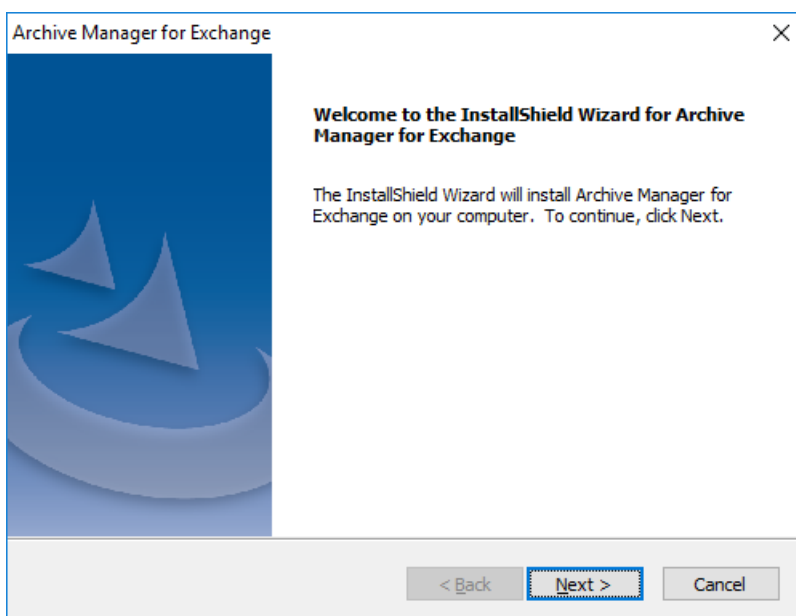 Archive Manager for Exchange
Welcome to the InstallShield Wizard for Archive
Manager for Exchange
The InstallShield Wizard will install Archive Manager for
Exchange on your computer.  To continue, click Next.
< Back
Next >
Cancel